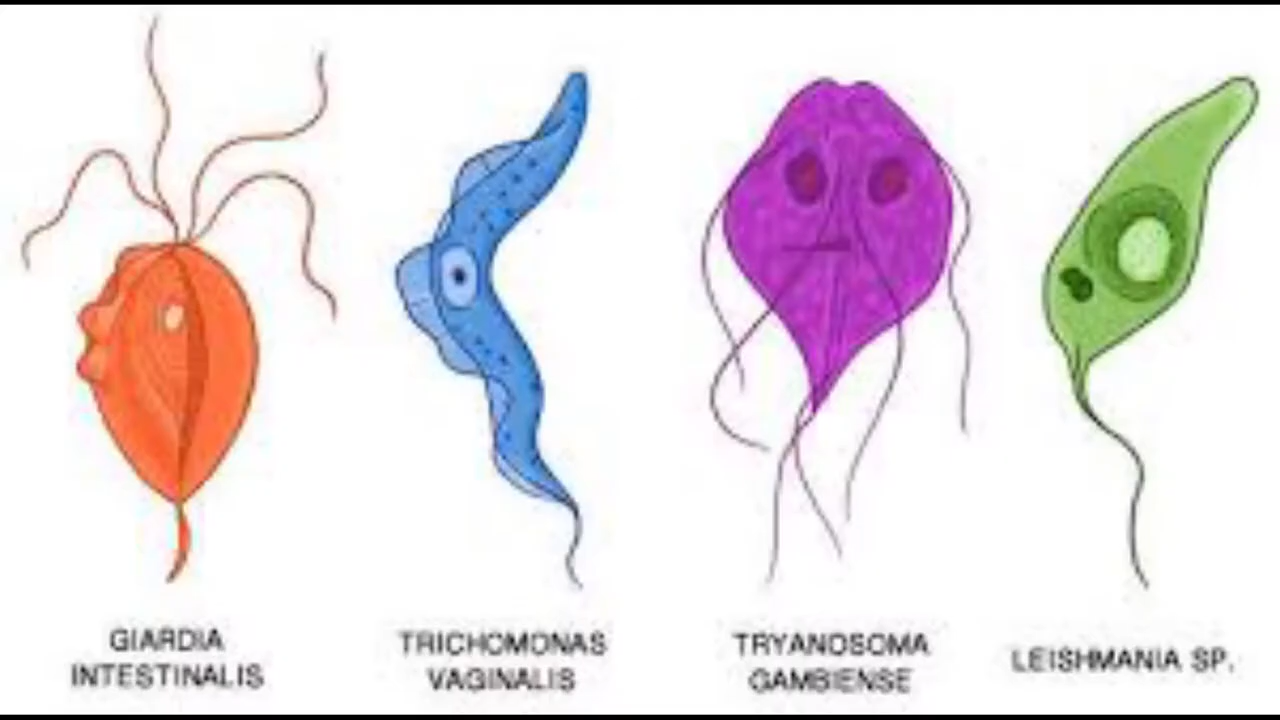 GIARDIA
INTESTINALIS
TRICHOMONAS
VAGINALIS
TRYANOSOMA
GAMBIENSE
LEISHMANIA SP.